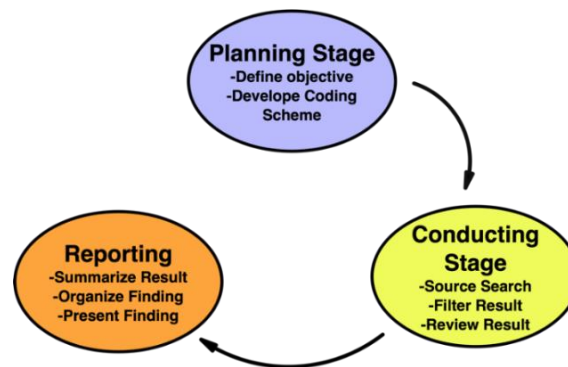 Planning Stage
-Define objective
-Develope Coding
Scheme
Conducting
Stage
-Source Search
-Filter Result
-Review Result
Reporting
-Summarize Result
-Organize Finding
-Present Finding